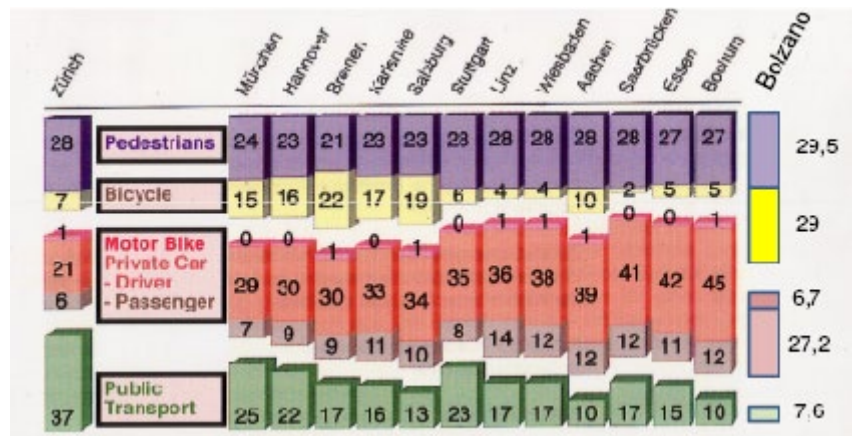 Zürich München Hannover Bremen Karlsruhe Salzburg Stuttgart Linz Wiesbaden Aachen Saarbrücken Essen Bochum Bolzano
28 Pedestrians 24 23 21 23 23 28 28 28 28 28 27 27 29,5
7 Bicycle 15 16 22 17 19 6 4 4 10 2 5 5 29
1 Motor Bike 0 0 1 0 1 0 1 1 1 0 0 1 6,7
Private Car
21 - Driver 29 30 30 33 34 35 36 38 39 41 42 45 27,2
6 - Passenger 7 9 9 11 10 8 14 12 12 12 11 12
Public
37 Transport 25 22 17 16 13 23 17 17 10 17 15 10 7,6